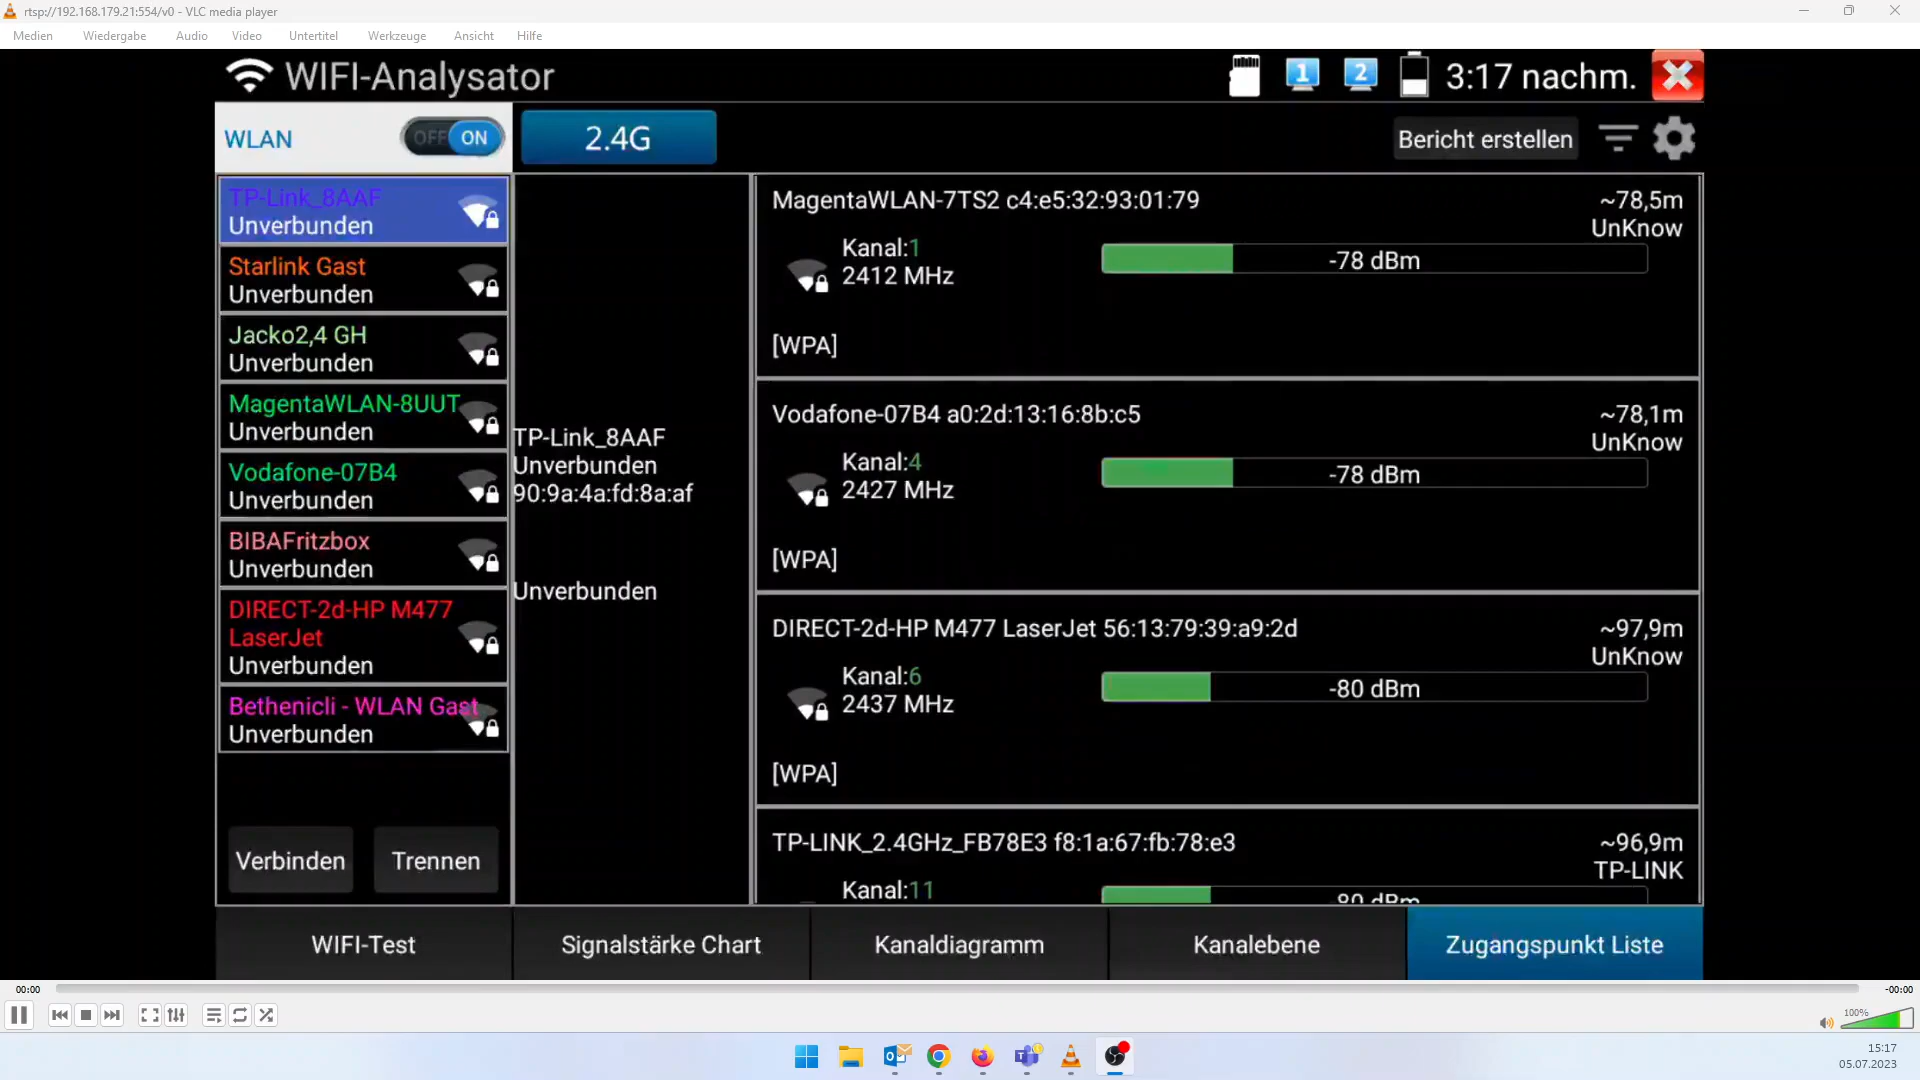 rtsp://192.168.179.21:554/v0 - VLC media player
Medien Wiedergabe Audio Video Untertitel Werkzeuge Ansicht Hilfe
WIFI-Analysator
1 2 3:17 nachm.
WLAN OFF ON 2.4G Bericht erstellen
TP-Link_8AAF
Unverbunden
Starlink Gast
Unverbunden
Jacko2,4 GH
Unverbunden
MagentaWLAN-8UUT
Unverbunden
Vodafone-07B4
Unverbunden
BIBAFritzbox
Unverbunden
DIRECT-2d-HP M477
LaserJet
Unverbunden
Bethenicli - WLAN Gast
Unverbunden
Verbinden Trennen
TP-Link_8AAF
Unverbunden
90:9a:4a:fd:8a:af
Unverbunden
MagentaWLAN-7TS2 c4:e5:32:93:01:79 ~78,5m
UnKnow
Kanal:1
2412 MHz
-78 dBm
[WPA]
Vodafone-07B4 a0:2d:13:16:8b:c5 ~78,1m
UnKnow
Kanal:4
2427 MHz
-78 dBm
[WPA]
DIRECT-2d-HP M477 LaserJet 56:13:79:39:a9:2d ~97,9m
UnKnow
Kanal:6
2437 MHz
-80 dBm
[WPA]
TP-LINK_2.4GHz_FB78E3 f8:1a:67:fb:78:e3 ~96,9m
TP-LINK
Kanal:11
-80 dBm
WIFI-Test Signalstärke Chart Kanaldiagramm Kanalebene Zugangspunkt Liste
00:00 -00:00
100%
15:17
05.07.2023